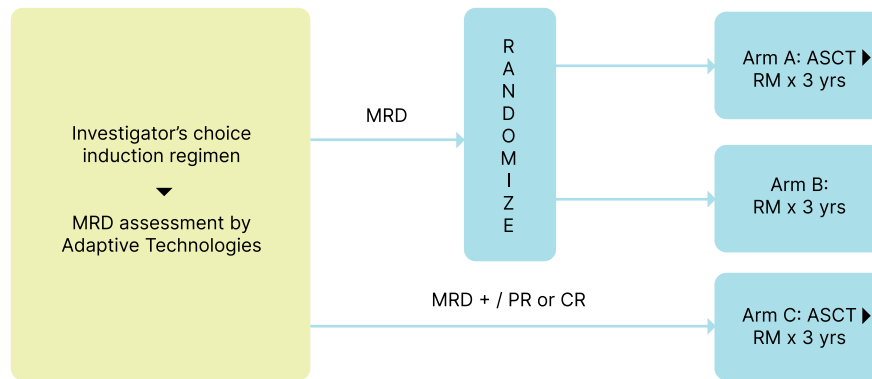 Investigator’s choice
induction regimen
MRD assessment by
Adaptive Technologies
MRD
R
A
N
D
O
M
I
Z
E
MRD + / PR or CR
Arm A: ASCT
RM x 3 yrs
Arm B:
RM x 3 yrs
Arm C: ASCT
RM x 3 yrs